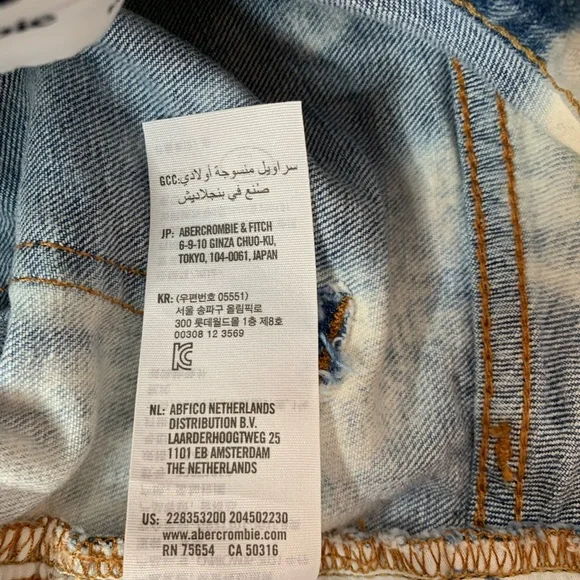 GCC: سراويل منسوجة أولادي
صُنع في بنجلاديش
JP: ABERCROMBIE & FITCH
6-9-10 GINZA CHUO-KU,
TOKYO, 104-0061, JAPAN
KR: (우편번호 05551)
서울 송파구 올림픽로
300 롯데월드몰 1층 제8호
00308 12 3569
NL: ABFICO NETHERLANDS
DISTRIBUTION B.V.
LAARDERHOOGTWEG 25
1101 EB AMSTERDAM
THE NETHERLANDS
US: 228353200 204502230
www.abercrombie.com
RN 75654 CA 50316